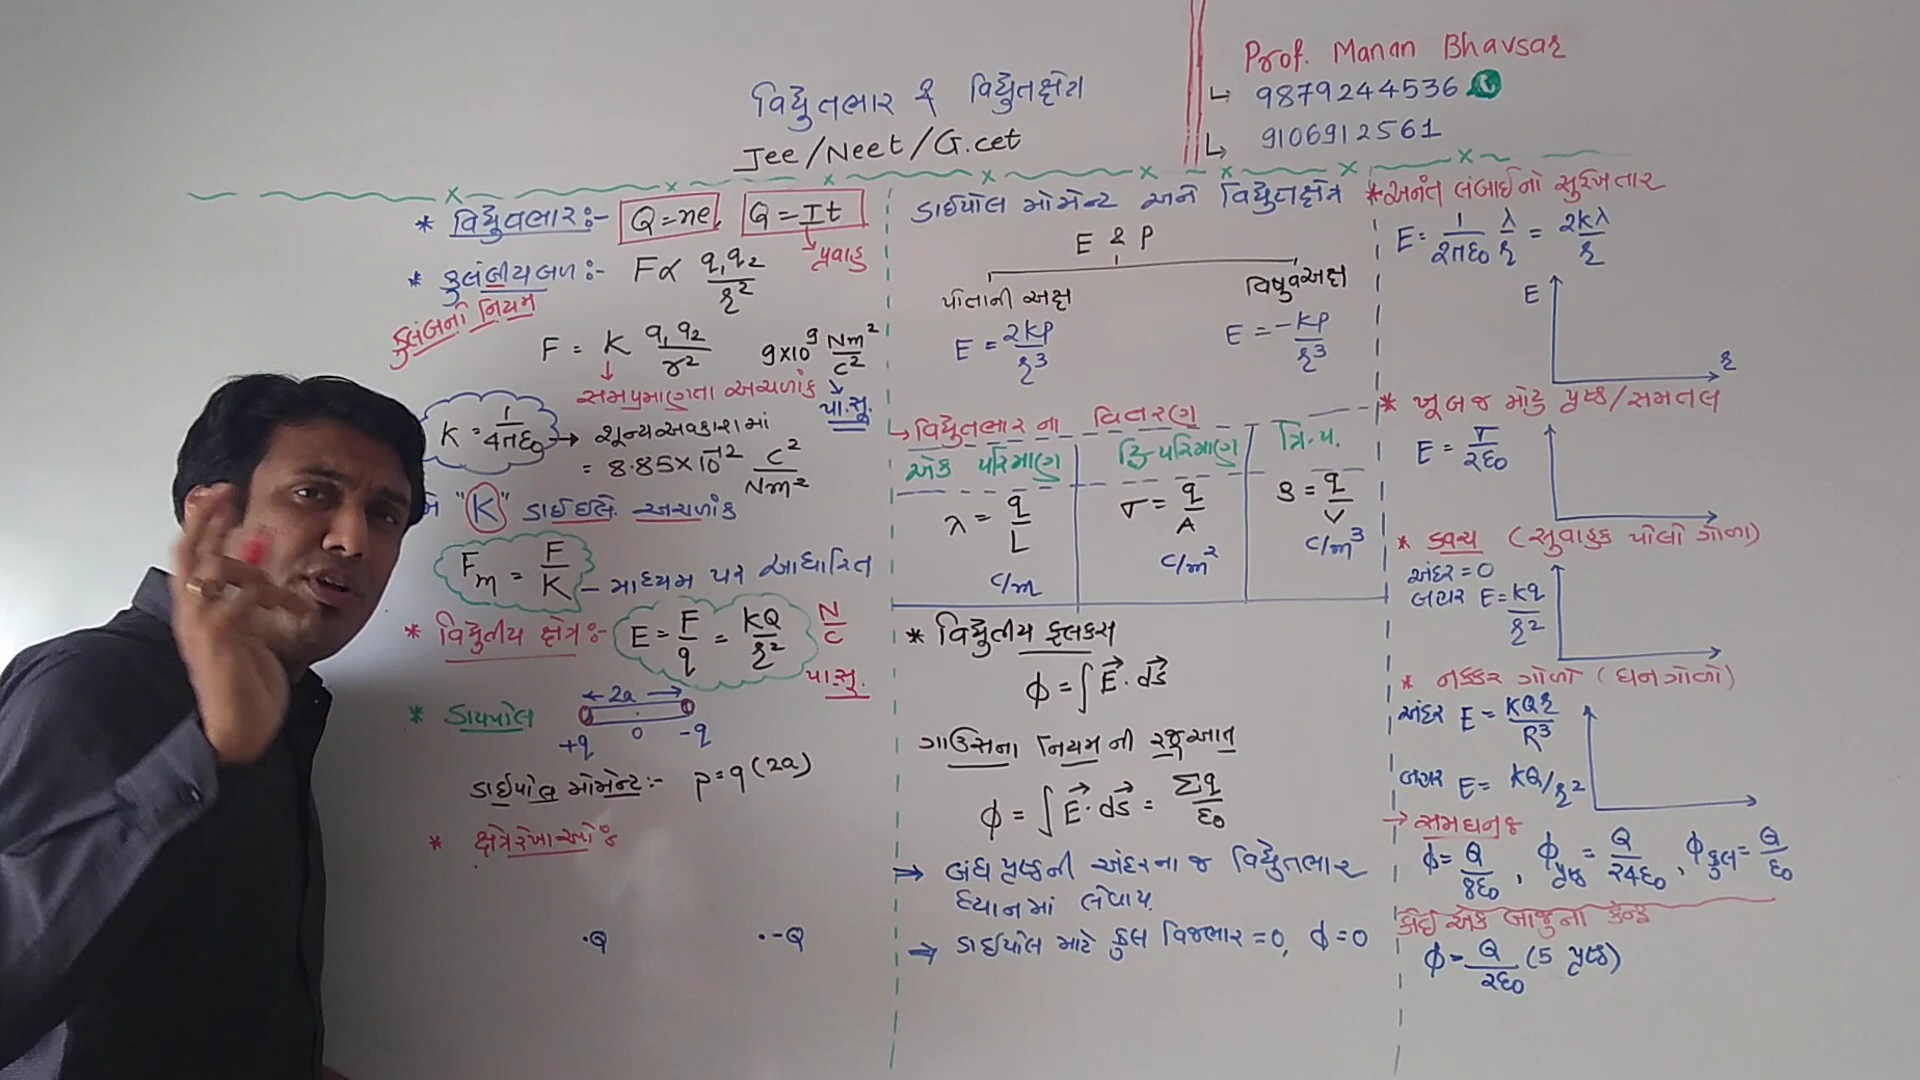 વિદ્યુતભાર & વિદ્યુતક્ષેત્ર
Jee/Neet/G.cet
Prof. Manan Bhavsar
↳ 9879244536
↳ 9106912561
* વિદ્યુતભાર:- Q=ne Q=It
પ્રવાહ
* કુલંબીય બળ:- F∝ q₁q₂/r²
કુલંબનો નિયમ
F = K q₁q₂/r² 9×10⁹ Nm²/C²
સમપ્રમાણતા અચળાંક
પા.સૂ.
K = 1/4πε₀ → શૂન્યઅવકાશમાં
= 8.85×10⁻¹² C²/Nm²
"K" ડાઈઇલે. અચળાંક
Fm = F/K – માધ્યમ પર આધારિત
* વિદ્યુતીય ક્ષેત્ર:- E = F/q = KQ/r² N/C
પા.સૂ.
* ડાયપોલ ← 2a →
+q 0 -q
ડાઈપોલ મોમેન્ટ:- p=q(2a)
* ક્ષેત્રરેખાઓ:
·Q ·-Q
ડાઈપોલ મોમેન્ટ અને વિદ્યુતક્ષેત્ર
E & P
પોતાની અક્ષ વિષુવઅક્ષ
E = 2KP/r³ E = -KP/r³
↳ વિદ્યુતભારના વિતરણ
એક પરિમાણ દ્વિ-પરિમાણ ત્રિ.પ.
λ = q/L σ = q/A ρ = q/V
C/m C/m² C/m³
* વિદ્યુતીય ફ્લક્સ
ϕ = ∫E⃗·ds⃗
ગાઉસના નિયમની રજૂઆત
ϕ = ∫E⃗·ds⃗ = Σq/ε₀
→ બંધ પૃષ્ઠની અંદરના જ વિદ્યુતભાર
ધ્યાનમાં લેવાય.
→ ડાઈપોલ માટે કુલ વિજભાર = 0, ϕ=0
* અનંત લંબાઈનો સુરેખ તાર
E = 1/2πε₀ λ/r = 2Kλ/r
E
r
* ખૂબ જ મોટું પૃષ્ઠ/સમતલ
E = σ/2ε₀
* કવચ (સુવાહક પોલો ગોળો)
અંદર = 0
બહાર E = Kq/r²
* નક્કર ગોળો (ઘન ગોળો)
અંદર E = KQr/R³
બહાર E = KQ/r²
→ સમઘન:
ϕ = Q/8ε₀, ϕપૃષ્ઠ = Q/24ε₀, ϕકુલ = Q/ε₀
કોઈ એક બાજુના કેન્દ્ર
ϕ = Q/2ε₀ (5 પૃષ્ઠ)